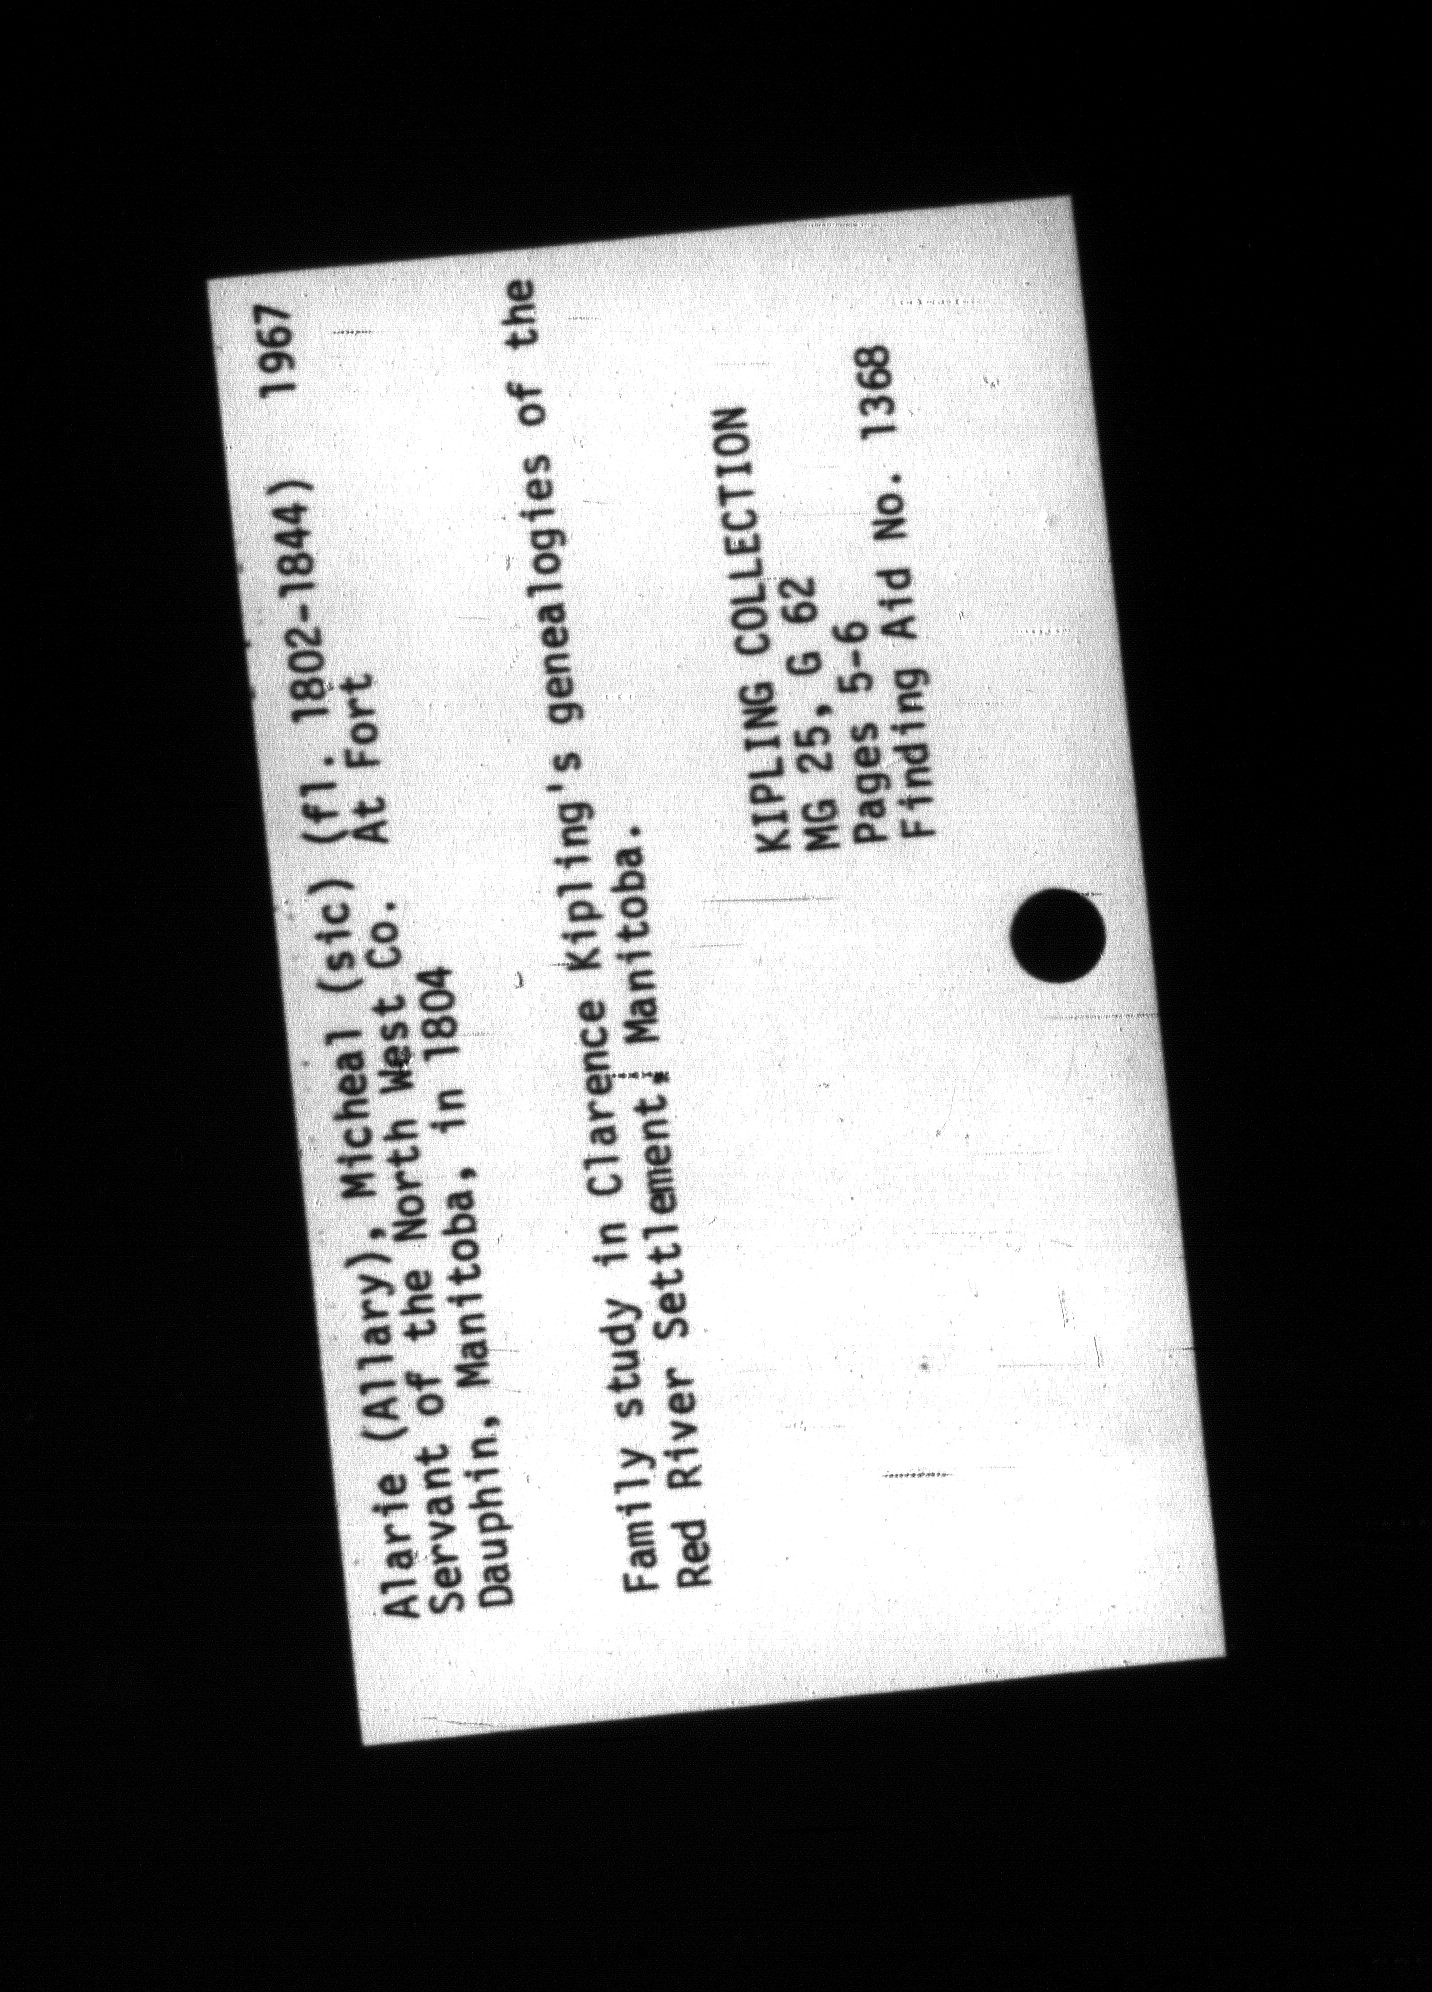 Alarie (Allary), Micheal (sic) (fl. 1802-1844) 1967
Servant of the North West Co. At Fort
Dauphin, Manitoba, in 1804
Family study in Clarence Kipling's genealogies of the
Red River Settlement, Manitoba.
KIPLING COLLECTION
MG 25, G 62
Pages 5-6
Finding Aid No. 1368